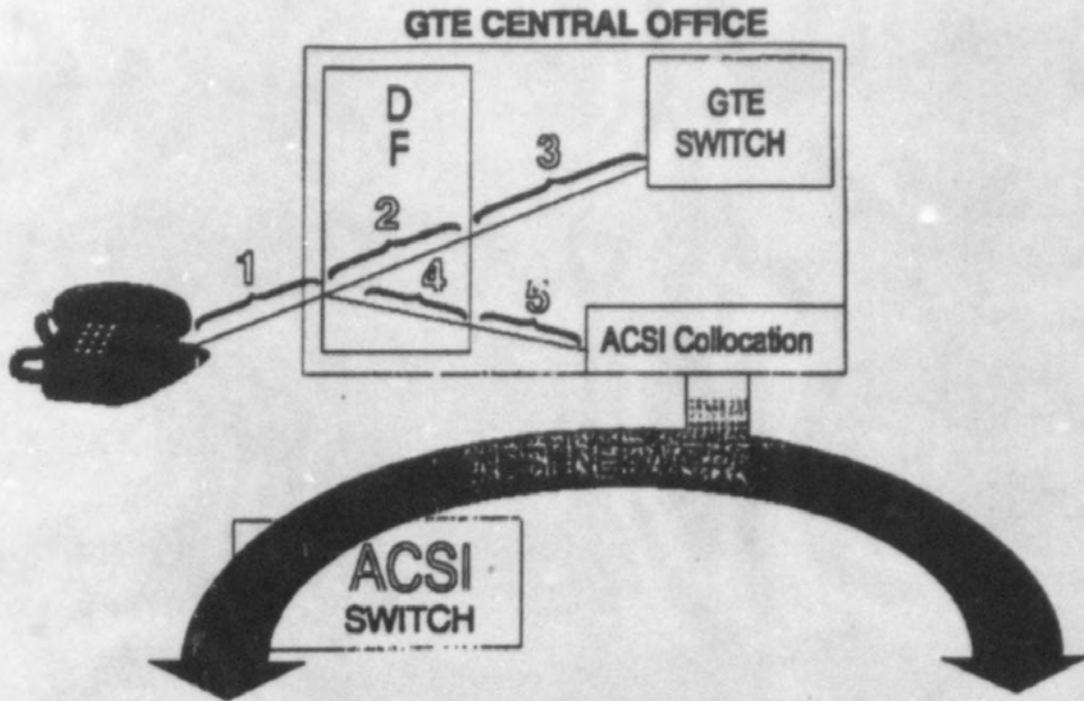 GTE CENTRAL OFFICE
D
F
GTE
SWITCH
3
2
1
4
5
ACSI Collocation
ACSI
SWITCH